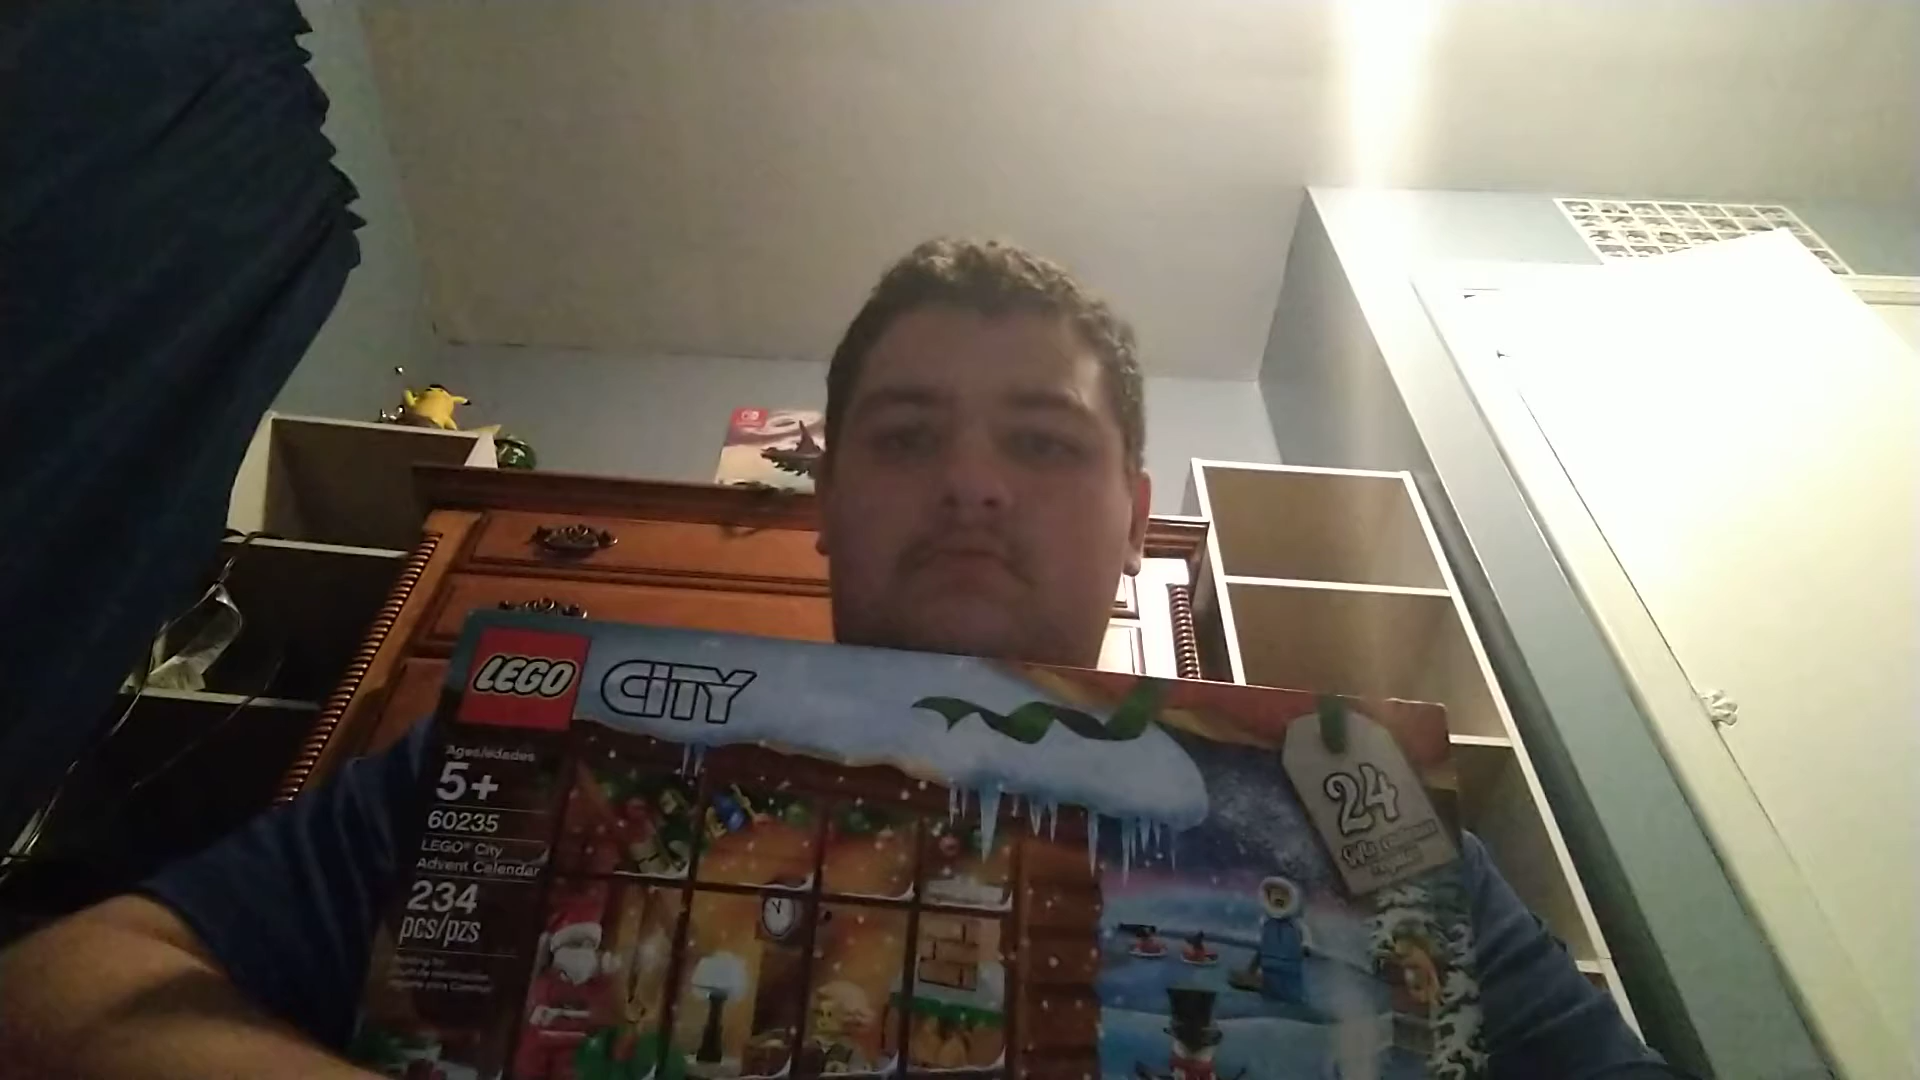 LEGO CITY
Ages/edades
5+
60235
LEGO® City
Advent Calendar
234
pcs/pzs
24